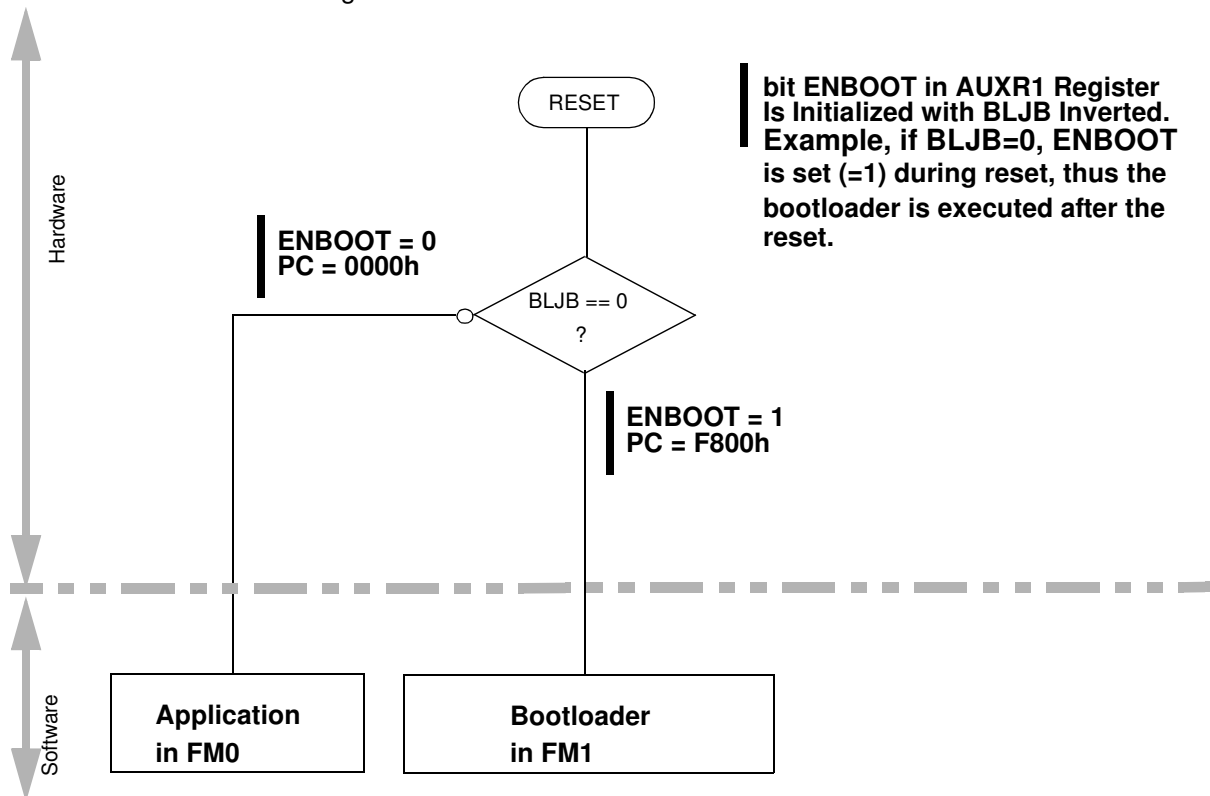 RESET
bit ENBOOT in AUXR1 Register
Is Initialized with BLJB Inverted.
Example, if BLJB=0, ENBOOT
is set (=1) during reset, thus the
bootloader is executed after the
reset.
Hardware
ENBOOT = 0
PC = 0000h
BLJB == 0
?
ENBOOT = 1
PC = F800h
Software
Application
in FM0
Bootloader
in FM1